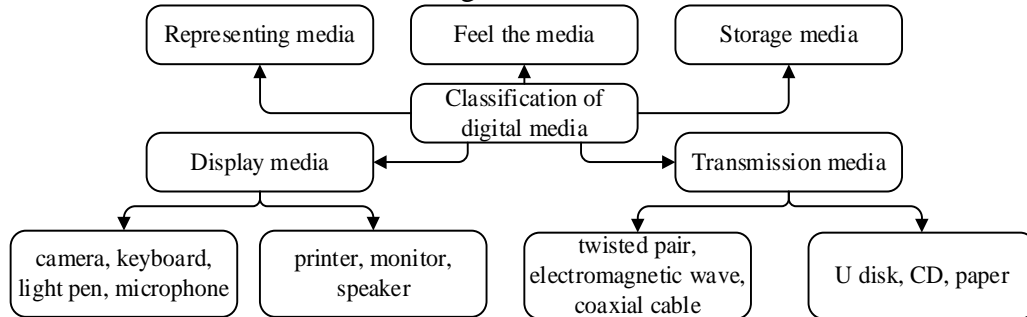 Representing media
Feel the media
Storage media
Classification of
digital media
Display media
Transmission media
camera, keyboard,
light pen, microphone
printer, monitor,
speaker
twisted pair,
electromagnetic wave,
coaxial cable
U disk, CD, paper